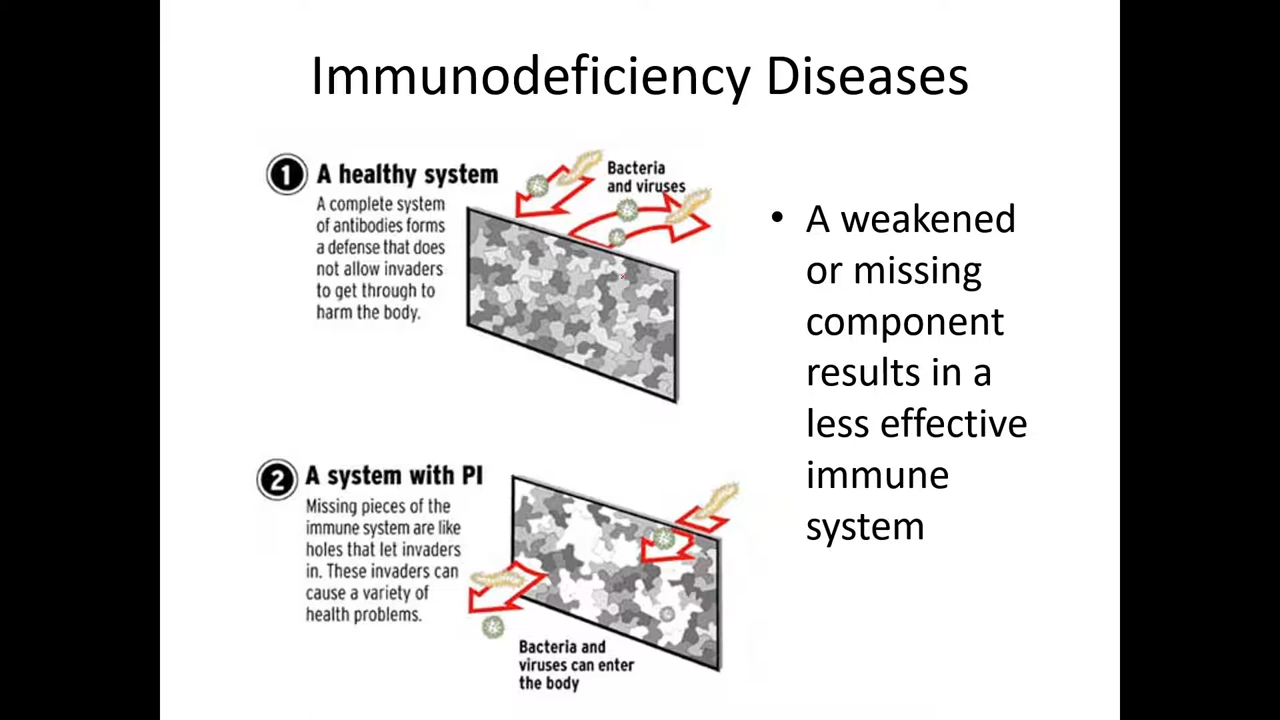 Immunodeficiency Diseases
1 A healthy system
A complete system
of antibodies forms
a defense that does
not allow invaders
to get through to
harm the body.
Bacteria
and viruses
2 A system with PI
Missing pieces of the
immune system are like
holes that let invaders
in. These invaders can
cause a variety of
health problems.
Bacteria and
viruses can enter
the body
• A weakened
or missing
component
results in a
less effective
immune
system